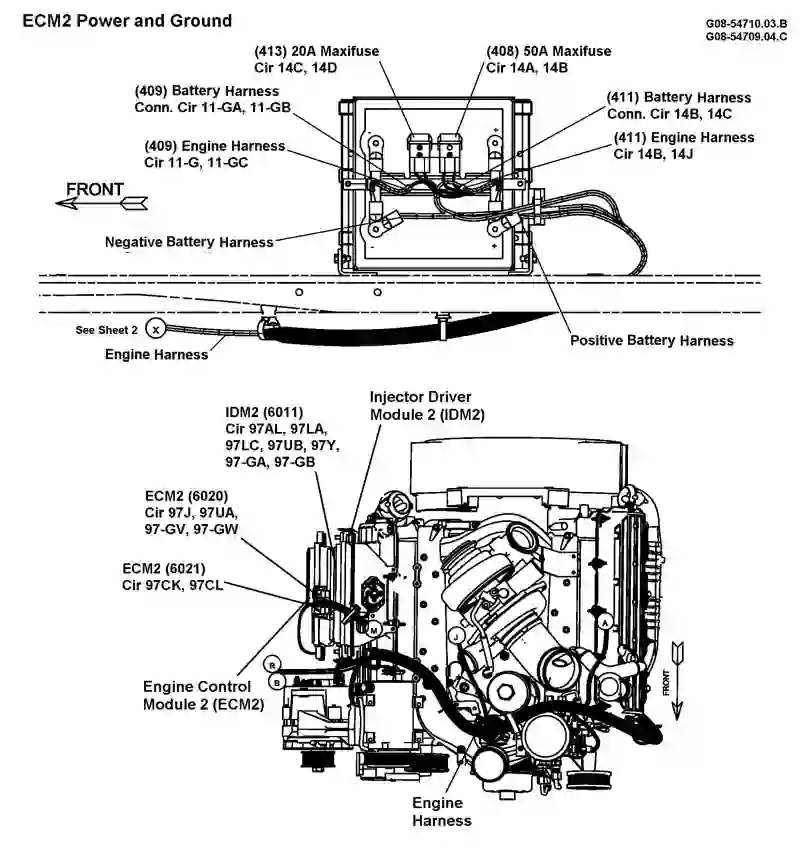 ECM2 Power and Ground
G08-54710.03.B
G08-54709.04.C
(413) 20A Maxifuse
Cir 14C, 14D
(408) 50A Maxifuse
Cir 14A, 14B
(409) Battery Harness
Conn. Cir 11-GA, 11-GB
(411) Battery Harness
Conn. Cir 14B, 14C
(409) Engine Harness
Cir 11-G, 11-GC
(411) Engine Harness
Cir 14B, 14J
FRONT
Negative Battery Harness
See Sheet 2
X
Engine Harness
Positive Battery Harness
Injector Driver
Module 2 (IDM2)
IDM2 (6011)
Cir 97AL, 97LA,
97LC, 97UB, 97Y,
97-GA, 97-GB
ECM2 (6020)
Cir 97J, 97UA,
97-GV, 97-GW
ECM2 (6021)
Cir 97CK, 97CL
M
J
A
R
B
FRONT
Engine Control
Module 2 (ECM2)
Engine
Harness